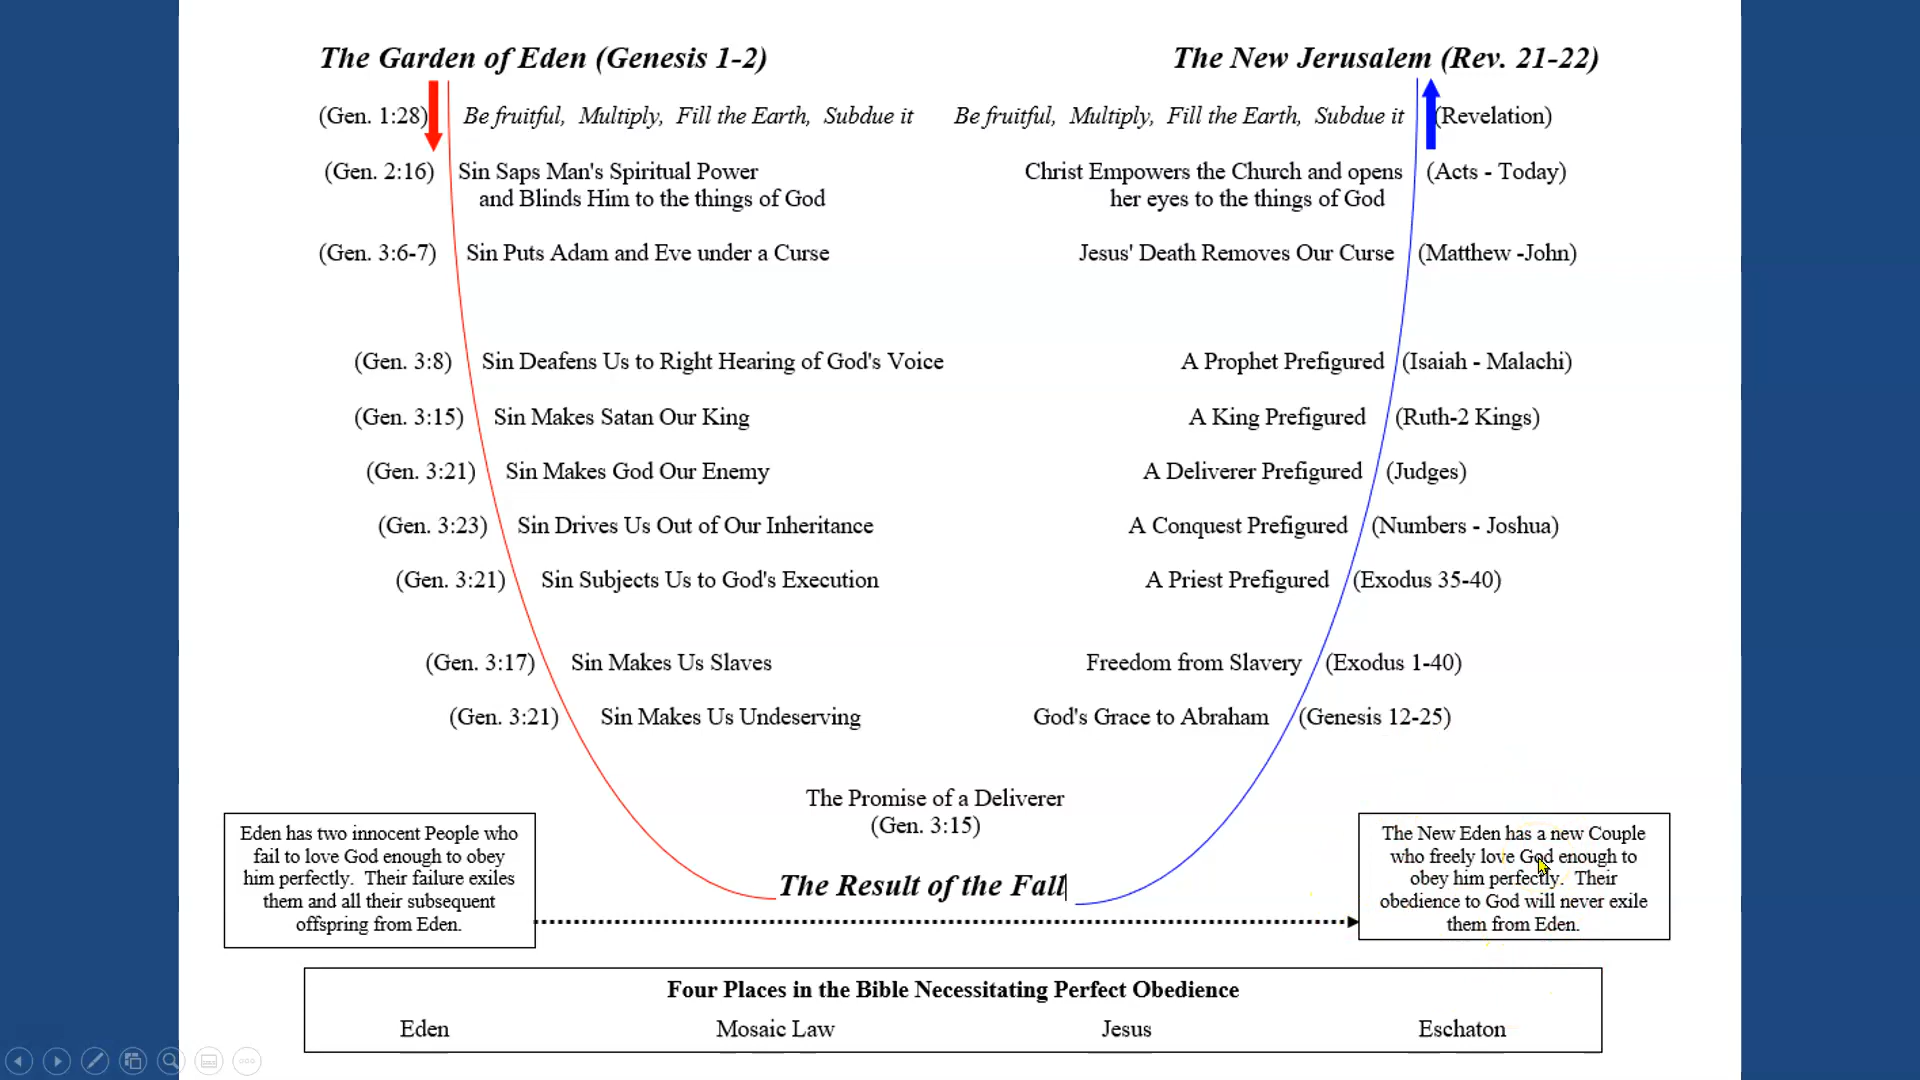 The Garden of Eden (Genesis 1-2)
The New Jerusalem (Rev. 21-22)
(Gen. 1:28) Be fruitful, Multiply, Fill the Earth, Subdue it
Be fruitful, Multiply, Fill the Earth, Subdue it (Revelation)
(Gen. 2:16) Sin Saps Man's Spiritual Power
and Blinds Him to the things of God
Christ Empowers the Church and opens (Acts - Today)
her eyes to the things of God
(Gen. 3:6-7) Sin Puts Adam and Eve under a Curse
Jesus' Death Removes Our Curse (Matthew -John)
(Gen. 3:8) Sin Deafens Us to Right Hearing of God's Voice
A Prophet Prefigured (Isaiah - Malachi)
(Gen. 3:15) Sin Makes Satan Our King
A King Prefigured (Ruth-2 Kings)
(Gen. 3:21) Sin Makes God Our Enemy
A Deliverer Prefigured (Judges)
(Gen. 3:23) Sin Drives Us Out of Our Inheritance
A Conquest Prefigured (Numbers - Joshua)
(Gen. 3:21) Sin Subjects Us to God's Execution
A Priest Prefigured (Exodus 35-40)
(Gen. 3:17) Sin Makes Us Slaves
Freedom from Slavery (Exodus 1-40)
(Gen. 3:21) Sin Makes Us Undeserving
God's Grace to Abraham (Genesis 12-25)
The Promise of a Deliverer
(Gen. 3:15)
The Result of the Fall
Eden has two innocent People who
fail to love God enough to obey
him perfectly. Their failure exiles
them and all their subsequent
offspring from Eden.
The New Eden has a new Couple
who freely love God enough to
obey him perfectly. Their
obedience to God will never exile
them from Eden.
Four Places in the Bible Necessitating Perfect Obedience
Eden Mosaic Law Jesus Eschaton